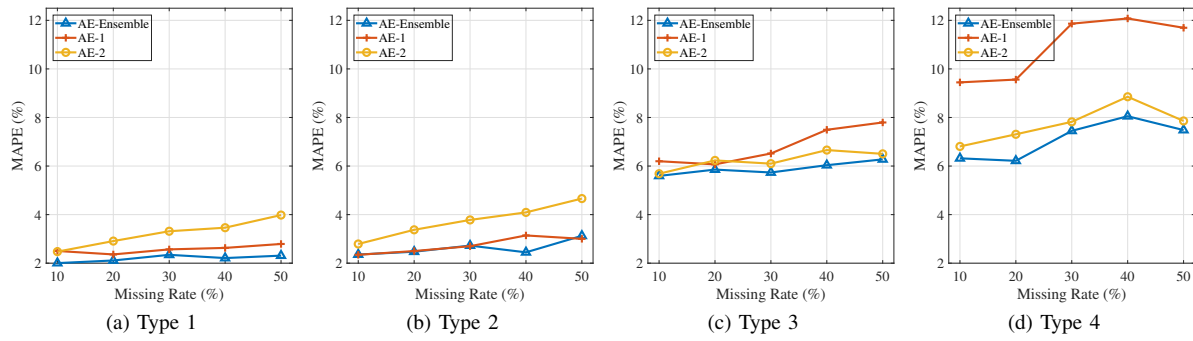 12
10
8
6
4
2
MAPE (%)
AE-Ensemble
AE-1
AE-2
10 20 30 40 50
Missing Rate (%)
(a) Type 1
12
10
8
6
4
2
MAPE (%)
AE-Ensemble
AE-1
AE-2
10 20 30 40 50
Missing Rate (%)
(b) Type 2
12
10
8
6
4
2
MAPE (%)
AE-Ensemble
AE-1
AE-2
10 20 30 40 50
Missing Rate (%)
(c) Type 3
12
10
8
6
4
2
MAPE (%)
AE-Ensemble
AE-1
AE-2
10 20 30 40 50
Missing Rate (%)
(d) Type 4